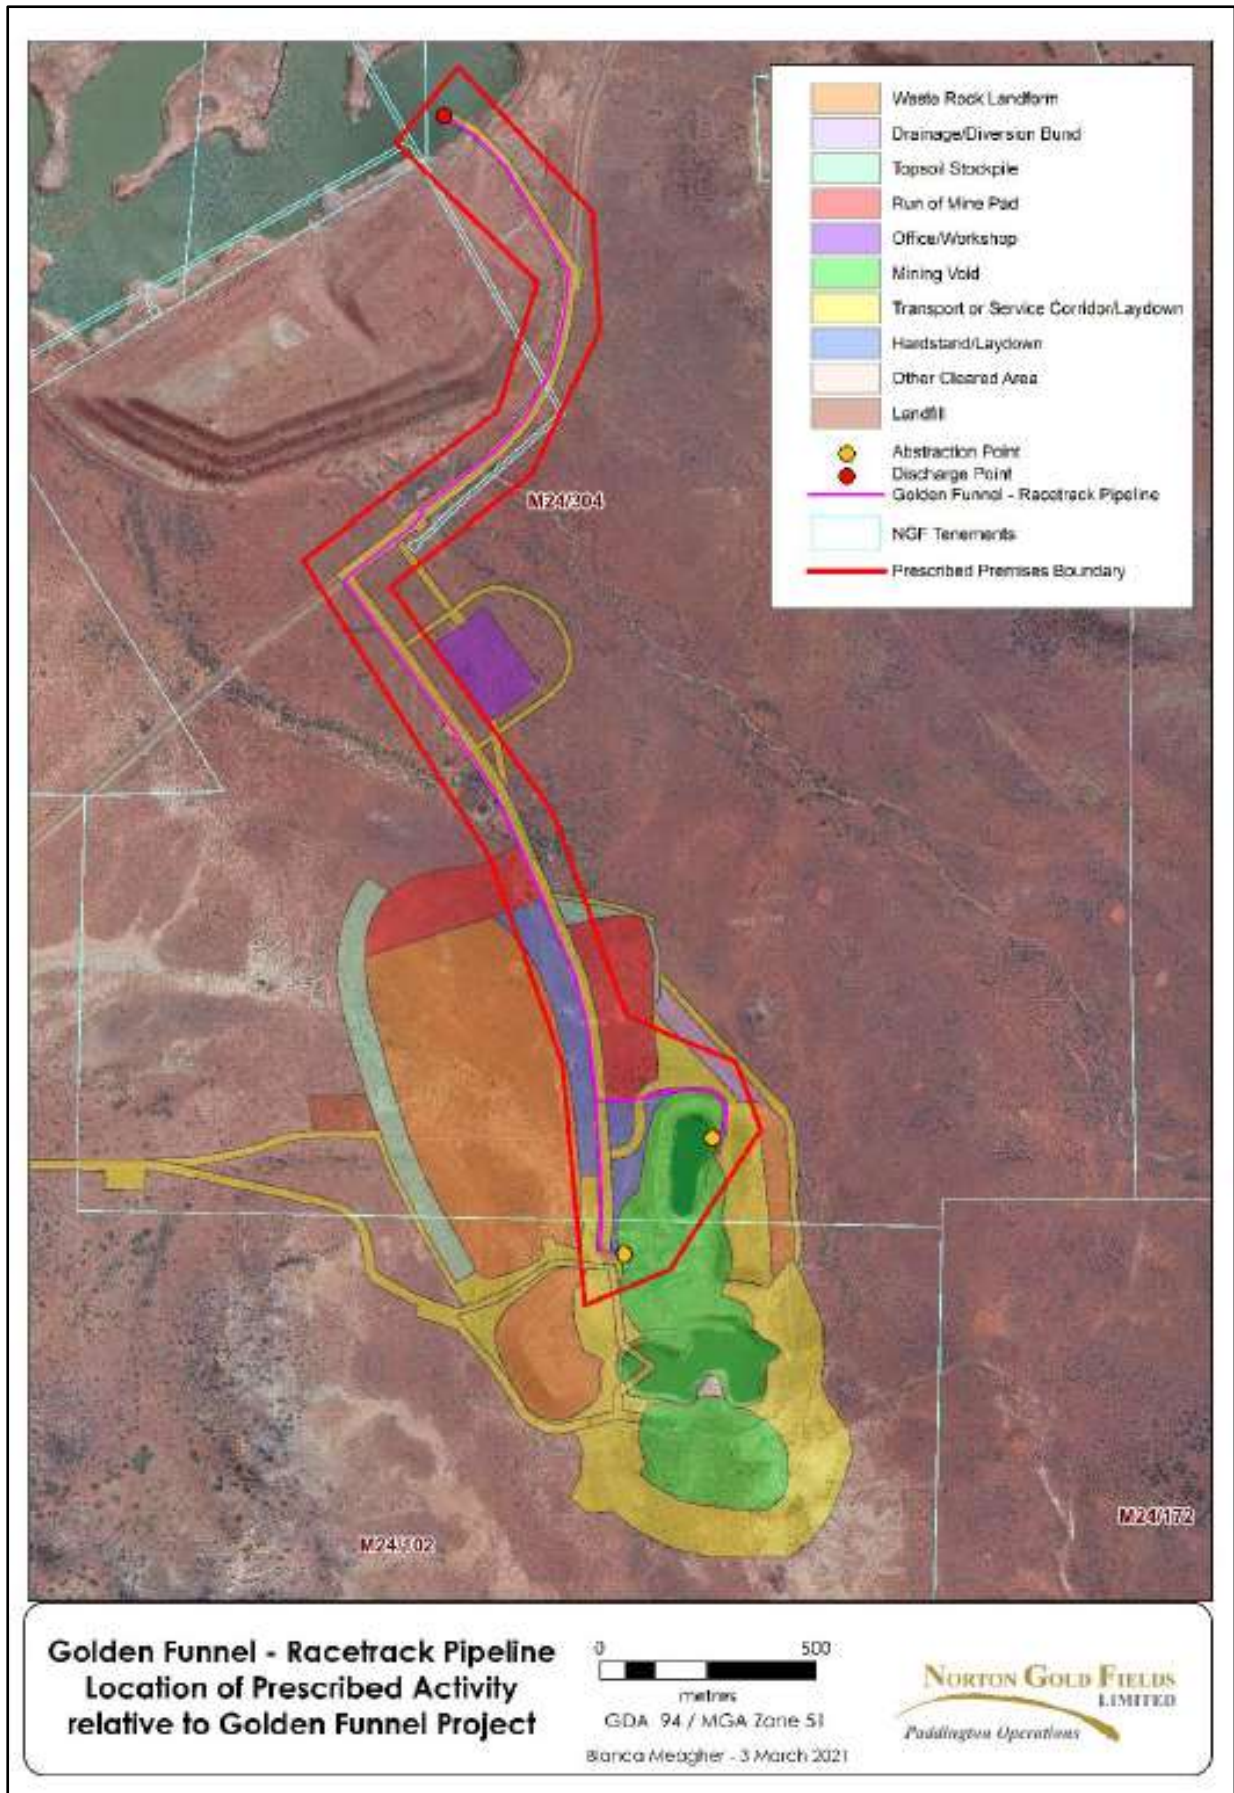 Waste Rock Landform
Drainage/Diversion Bund
Topsoil Stockpile
Run of Mine Pad
Office/Workshop
Mining Void
Transport or Service Corridor/Laydown
Hardstand/Laydown
Other Cleared Area
Landfill
Abstraction Point
Discharge Point
Golden Funnel - Racetrack Pipeline
NGF Tenements
Prescribed Premises Boundary
M24/304
M24/172
Golden Funnel - Racetrack Pipeline
Location of Prescribed Activity
relative to Golden Funnel Project
0 500
metres
GDA 94 / MGA Zone 51
Bianca Meagher - 3 March 2021
NORTON GOLD FIELDS
LIMITED
Paddington Operations